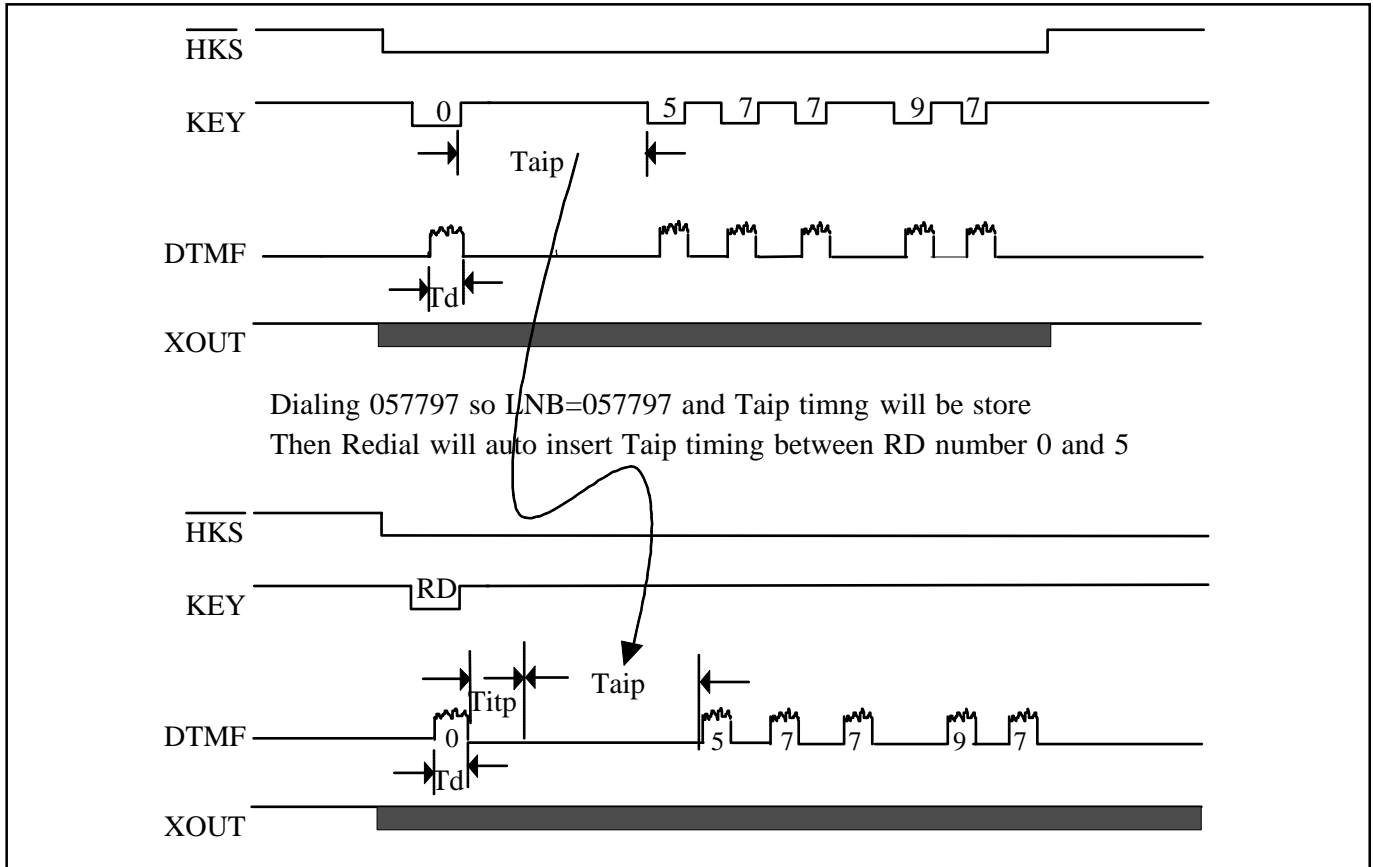 HKS
KEY 0 5 7 7 9 7
Taip
DTMF
Td
XOUT
Dialing 057797 so LNB=057797 and Taip timng will be store
Then Redial will auto insert Taip timing between RD number 0 and 5
HKS
KEY RD
Titp Taip
DTMF 0 5 7 7 9 7
Td
XOUT